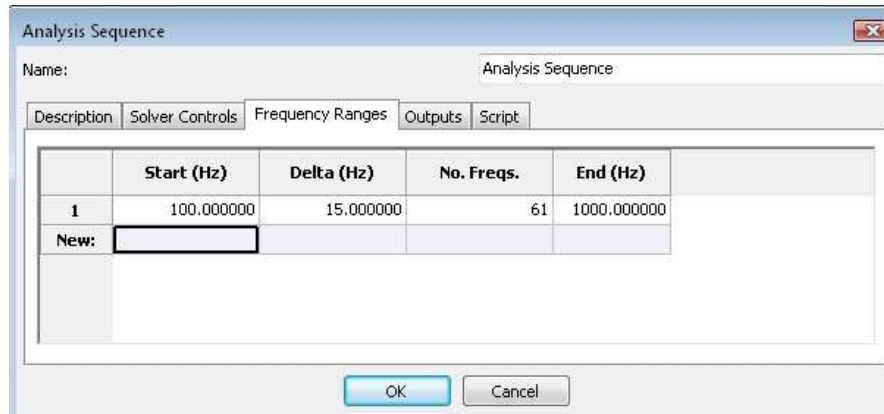 Analysis Sequence
Name: Analysis Sequence
Description Solver Controls Frequency Ranges Outputs Script
Start (Hz) Delta (Hz) No. Freqs. End (Hz)
1 100.000000 15.000000 61 1000.000000
New:
OK Cancel